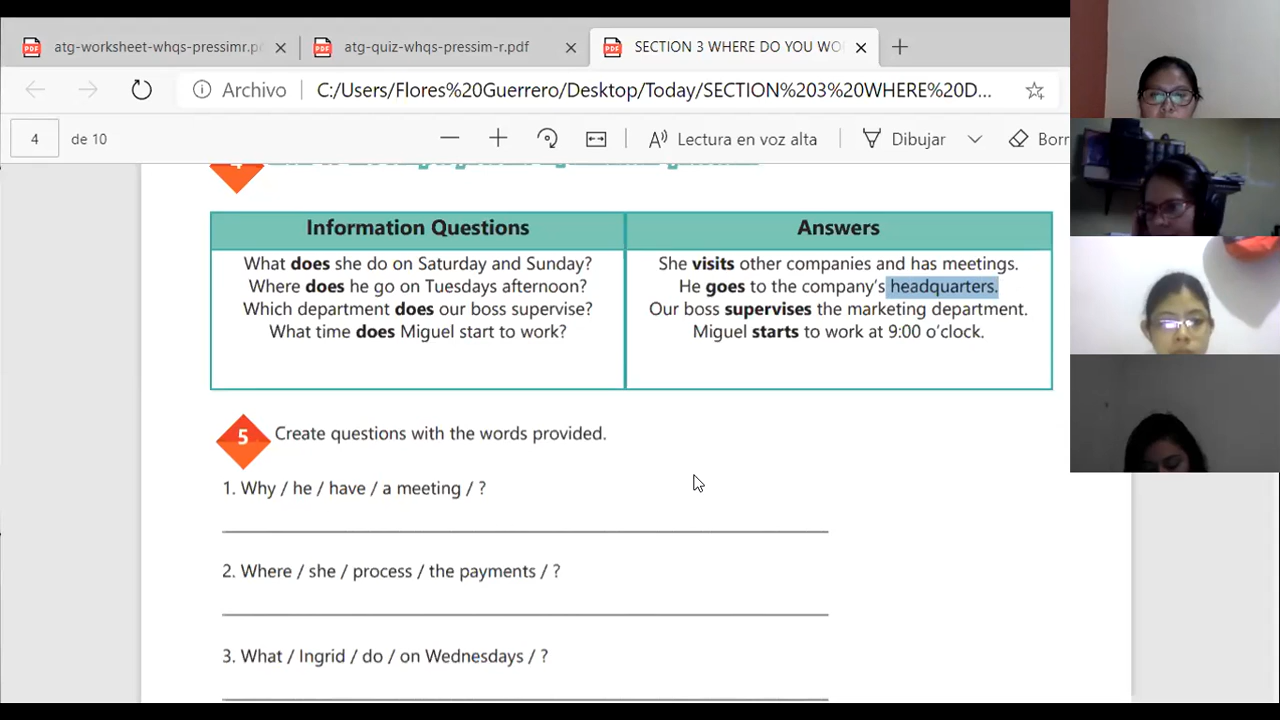 atg-worksheet-whqs-pressimr.p
atg-quiz-whqs-pressim-r.pdf
SECTION 3 WHERE DO YOU WO
Archivo
C:/Users/Flores%20Guerrero/Desktop/Today/SECTION%203%20WHERE%20D...
4 de 10
Lectura en voz alta
Dibujar
Borr
Information Questions
Answers
What does she do on Saturday and Sunday?
She visits other companies and has meetings.
Where does he go on Tuesdays afternoon?
He goes to the company's headquarters.
Which department does our boss supervise?
Our boss supervises the marketing department.
What time does Miguel start to work?
Miguel starts to work at 9:00 o'clock.
5 Create questions with the words provided.
1. Why / he / have / a meeting / ?
2. Where / she / process / the payments / ?
3. What / Ingrid / do / on Wednesdays / ?